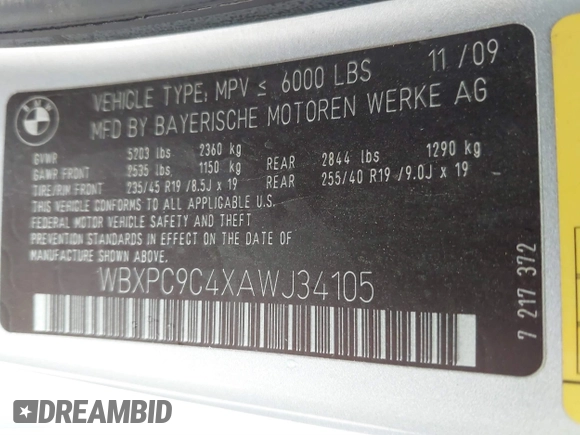 BMW
VEHICLE TYPE: MPV ≤ 6000 LBS 11/09
MFD BY BAYERISCHE MOTOREN WERKE AG
GVWR 5203 lbs 2360 kg
GAWR FRONT 2535 lbs 1150 kg REAR 2844 lbs 1290 kg
TIRE/RIM FRONT 235/45 R19 /8.5J x 19 REAR 255/40 R19 /9.0J x 19
THIS VEHICLE CONFORMS TO ALL APPLICABLE U.S.
FEDERAL MOTOR VEHICLE SAFETY AND THEFT
PREVENTION STANDARDS IN EFFECT ON THE DATE OF
MANUFACTURE SHOWN ABOVE.
WBXPC9C4XAWJ34105
7 217 372
DREAMBID